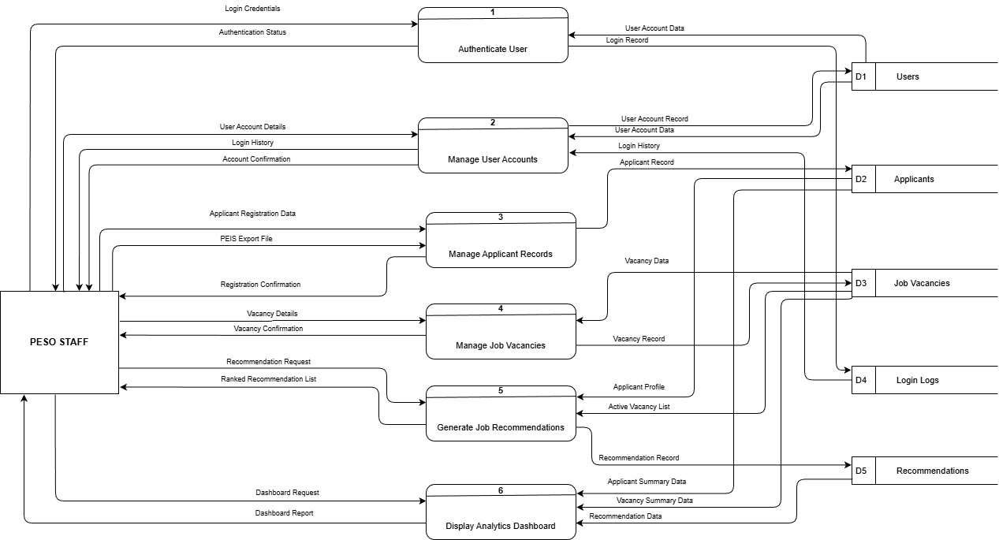 Login Credentials
1
User Account Data
Authentication Status
Login Record
Authenticate User
D1
Users
User Account Record
2
User Account Details
User Account Data
Login History
Login History
Account Confirmation
Manage User Accounts
Applicant Record
D2
Applicants
Applicant Registration Data
3
PEIS Export File
Manage Applicant Records
Vacancy Data
Registration Confirmation
D3
Job Vacancies
4
Vacancy Details
Vacancy Confirmation
Vacancy Record
PESO STAFF
Manage Job Vacancies
Recommendation Request
Ranked Recommendation List
D4
Login Logs
Applicant Profile
5
Active Vacancy List
Generate Job Recommendations
Recommendation Record
D5
Recommendations
Applicant Summary Data
6
Dashboard Request
Vacancy Summary Data
Dashboard Report
Recommendation Data
Display Analytics Dashboard